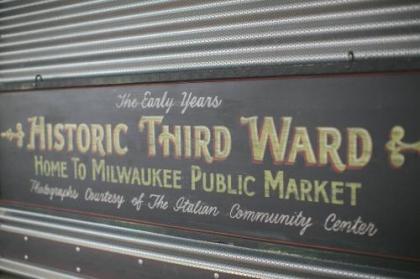 The Early Years
Historic Third Ward
Home To Milwaukee Public Market
Photographs Courtesy of The Italian Community Center